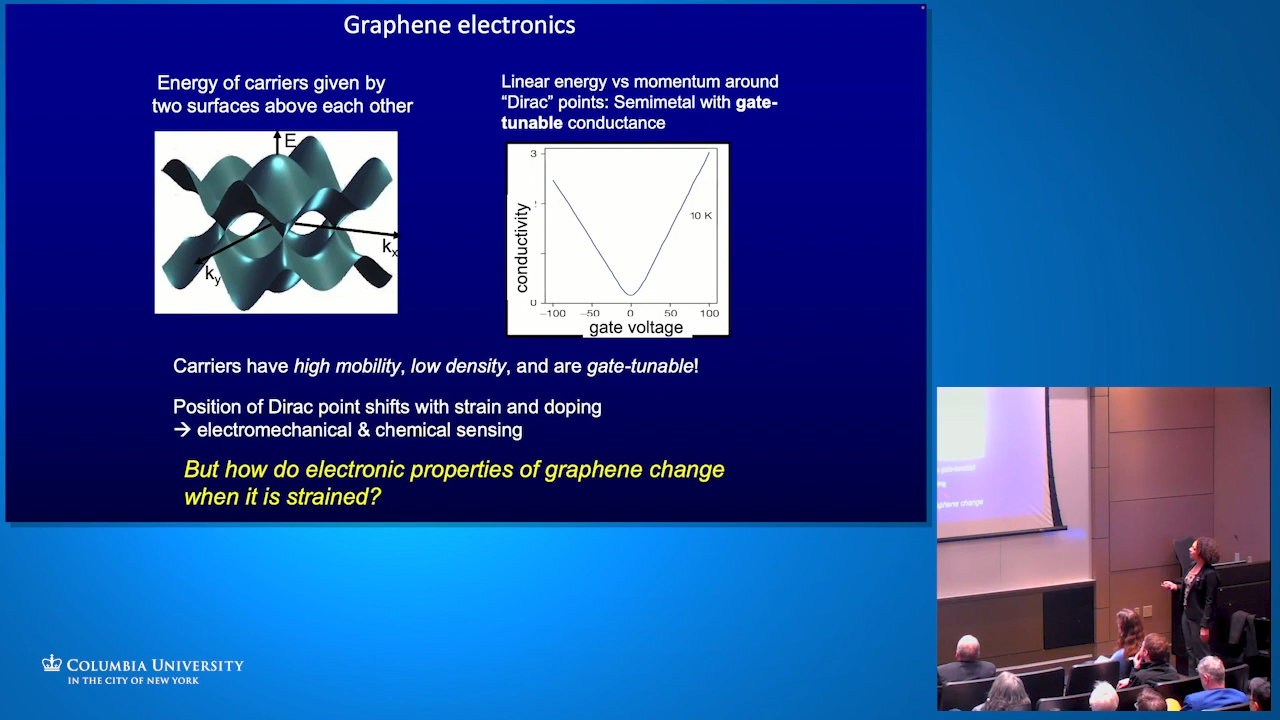 Graphene electronics
Energy of carriers given by
two surfaces above each other
Linear energy vs momentum around
“Dirac” points: Semimetal with gate-
tunable conductance
E
kx
ky
3
conductivity
10 K
0
−100 −50 0 50 100
gate voltage
Carriers have high mobility, low density, and are gate-tunable!
Position of Dirac point shifts with strain and doping
→ electromechanical & chemical sensing
But how do electronic properties of graphene change
when it is strained?
COLUMBIA UNIVERSITY
IN THE CITY OF NEW YORK